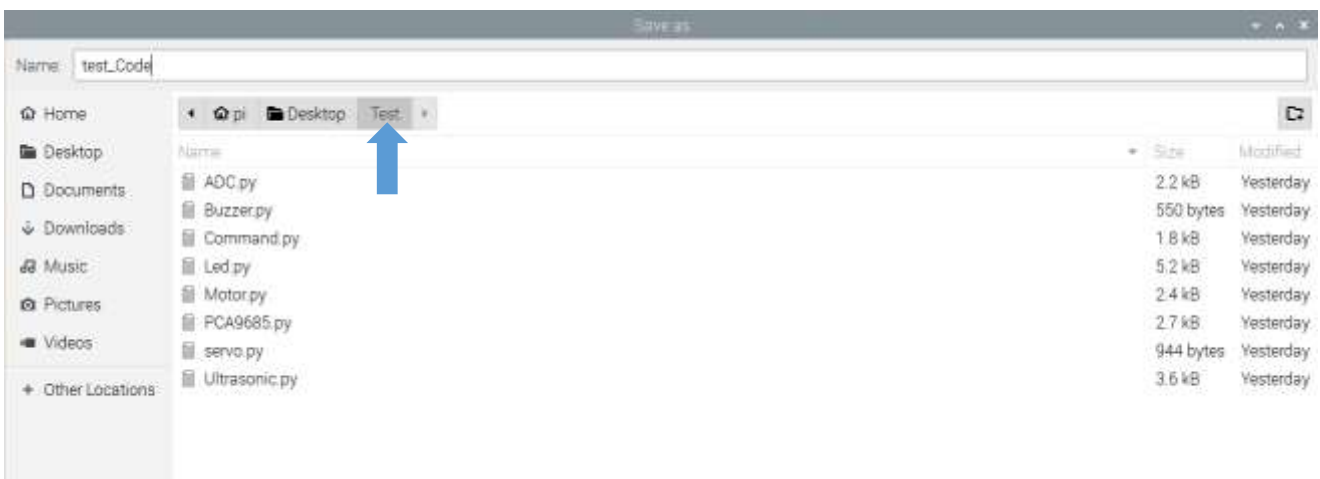 Save as
Name: test_Code
Home
pi Desktop Test
Desktop
Name Size Modified
Documents
ADC.py 2.2 kB Yesterday
Buzzer.py 550 bytes Yesterday
Downloads
Command.py 1.8 kB Yesterday
Music
Led.py 5.2 kB Yesterday
Pictures
Motor.py 2.4 kB Yesterday
PCA9685.py 2.7 kB Yesterday
Videos
servo.py 944 bytes Yesterday
Ultrasonic.py 3.6 kB Yesterday
+ Other Locations